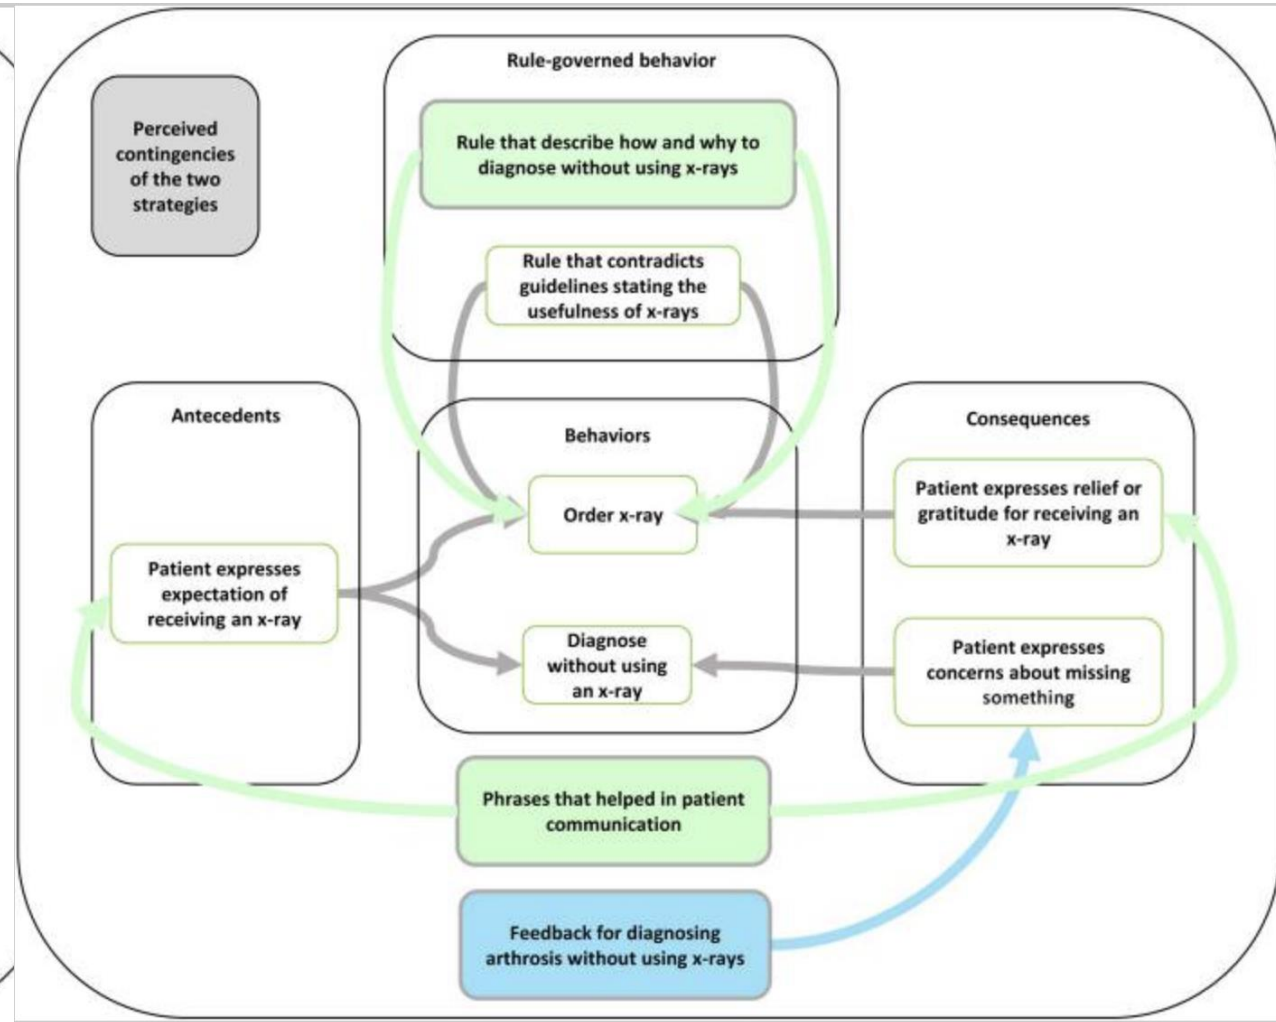 Perceived
contingencies
of the two
strategies
Rule-governed behavior
Rule that describe how and why to
diagnose without using x-rays
Rule that contradicts
guidelines stating the
usefulness of x-rays
Antecedents
Patient expresses
expectation of
receiving an x-ray
Behaviors
Order x-ray
Diagnose
without using
an x-ray
Consequences
Patient expresses relief or
gratitude for receiving an
x-ray
Patient expresses
concerns about missing
something
Phrases that helped in patient
communication
Feedback for diagnosing
arthrosis without using x-rays